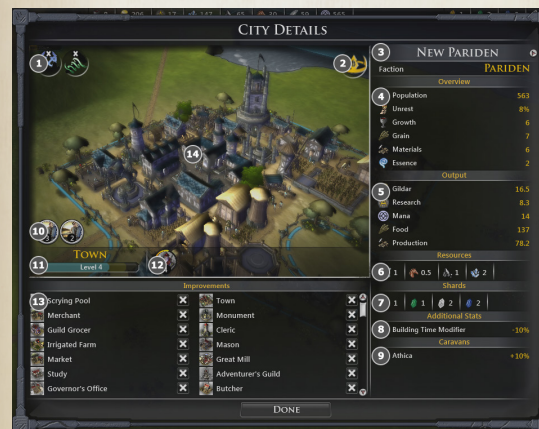 CITY DETAILS
1
2
3 NEW PARIDEN
Faction PARIDEN
Overview
4 Population 563
Unrest 8%
Growth 6
Grain 7
Materials 6
Essence 2
Output
5 Gildar 16.5
Research 8.3
Mana 14
Food 137
Production 78.2
Resources
6 1 0.5 1 2
Shards
7 1 1 2 2
Additional Stats
8 Building Time Modifier -10%
Caravans
9 Athica +10%
14
10
TOWN
11 Level 4 12
Improvements
13 Scrying Pool X Town X
Merchant X Monument X
Guild Grocer X Cleric X
Irrigated Farm X Mason X
Market X Great Mill X
Study X Adventurer's Guild X
Governor's Office X Butcher X
DONE